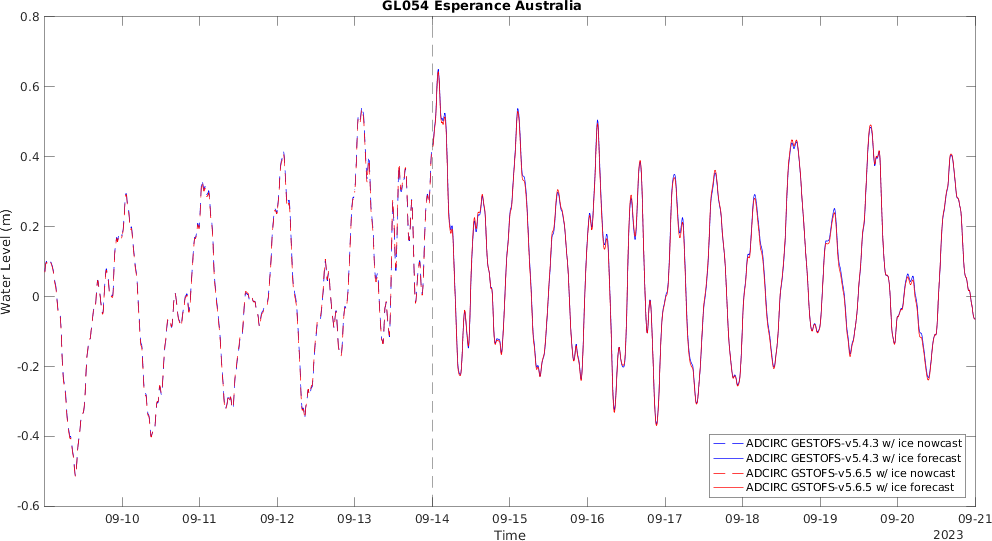 GL054 Esperance Australia
0.8
0.6
0.4
0.2
0
-0.2
-0.4
-0.6
Water Level (m)
ADCIRC GESTOFS-v5.4.3 w/ ice nowcast
ADCIRC GESTOFS-v5.4.3 w/ ice forecast
ADCIRC GSTOFS-v5.6.5 w/ ice nowcast
ADCIRC GSTOFS-v5.6.5 w/ ice forecast
09-10 09-11 09-12 09-13 09-14 09-15 09-16 09-17 09-18 09-19 09-20 09-21
Time
2023